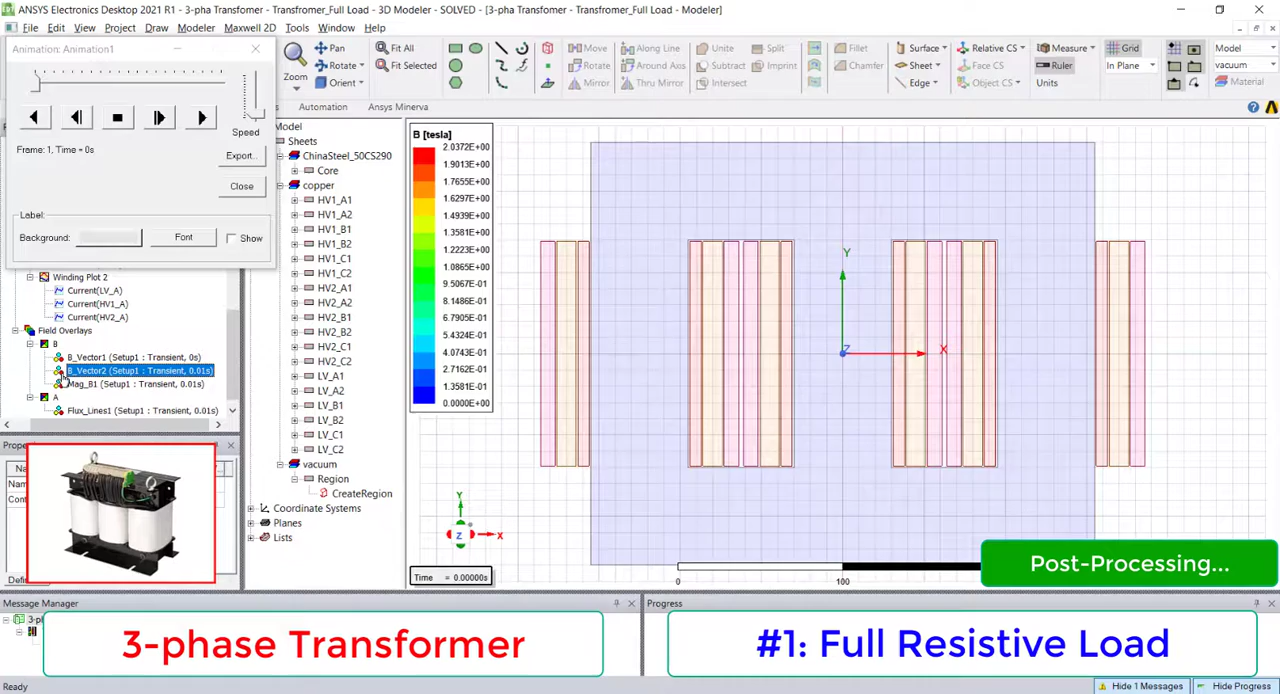 ANSYS Electronics Desktop 2021 R1 - 3-pha Transfomer - Transfromer_Full Load - 3D Modeler - SOLVED - [3-pha Transfomer - Transfromer_Full Load - Modeler]
File Edit View Project Draw Modeler Maxwell 2D Tools Window Help
Animation: Animation1
Frame: 1, Time = 0s
Speed
Export...
Close
Label:
Background:
Font
Show
Zoom
Pan
Rotate
Orient
Fit All
Fit Selected
Move
Rotate
Mirror
Along Line
Around Axis
Thru Mirror
Unite
Subtract
Intersect
Split
Imprint
Fillet
Chamfer
Surface
Sheet
Edge
Relative CS
Face CS
Object CS
Measure
Ruler
Units
Grid
In Plane
Model
vacuum
Material
Automation
Ansys Minerva
Winding Plot 2
Current(LV_A)
Current(HV1_A)
Current(HV2_A)
Field Overlays
B
B_Vector1 (Setup1 : Transient, 0s)
B_Vector2 (Setup1 : Transient, 0.01s)
Mag_B1 (Setup1 : Transient, 0.01s)
A
Flux_Lines1 (Setup1 : Transient, 0.01s)
Model
Sheets
ChinaSteel_50CS290
Core
copper
HV1_A1
HV1_A2
HV1_B1
HV1_B2
HV1_C1
HV1_C2
HV2_A1
HV2_A2
HV2_B1
HV2_B2
HV2_C1
HV2_C2
LV_A1
LV_A2
LV_B1
LV_B2
LV_C1
LV_C2
vacuum
Region
CreateRegion
Coordinate Systems
Planes
Lists
B [tesla]
2.0372E+00
1.9013E+00
1.7655E+00
1.6297E+00
1.4939E+00
1.3581E+00
1.2223E+00
1.0865E+00
9.5070E-01
8.1486E-01
6.7905E-01
5.4324E-01
4.0743E-01
2.7162E-01
1.3581E-01
0.0000E+00
Y
X
Z
Y
Z
X
Time = 0.00000s
0
100
Post-Processing...
Message Manager
Progress
3-phase Transformer
#1: Full Resistive Load
Ready
Hide 1 Messages
Hide Progress